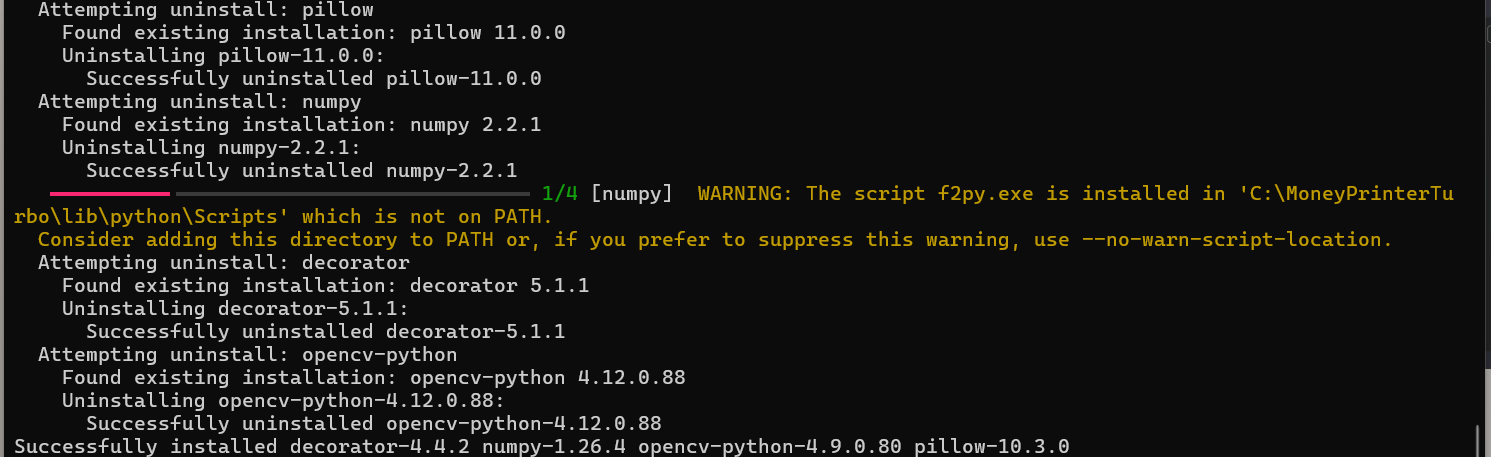 Attempting uninstall: pillow
Found existing installation: pillow 11.0.0
Uninstalling pillow-11.0.0:
Successfully uninstalled pillow-11.0.0
Attempting uninstall: numpy
Found existing installation: numpy 2.2.1
Uninstalling numpy-2.2.1:
Successfully uninstalled numpy-2.2.1
1/4 [numpy]  WARNING: The script f2py.exe is installed in 'C:\MoneyPrinterTu
rbo\lib\python\Scripts' which is not on PATH.
Consider adding this directory to PATH or, if you prefer to suppress this warning, use --no-warn-script-location.
Attempting uninstall: decorator
Found existing installation: decorator 5.1.1
Uninstalling decorator-5.1.1:
Successfully uninstalled decorator-5.1.1
Attempting uninstall: opencv-python
Found existing installation: opencv-python 4.12.0.88
Uninstalling opencv-python-4.12.0.88:
Successfully uninstalled opencv-python-4.12.0.88
Successfully installed decorator-4.4.2 numpy-1.26.4 opencv-python-4.9.0.80 pillow-10.3.0